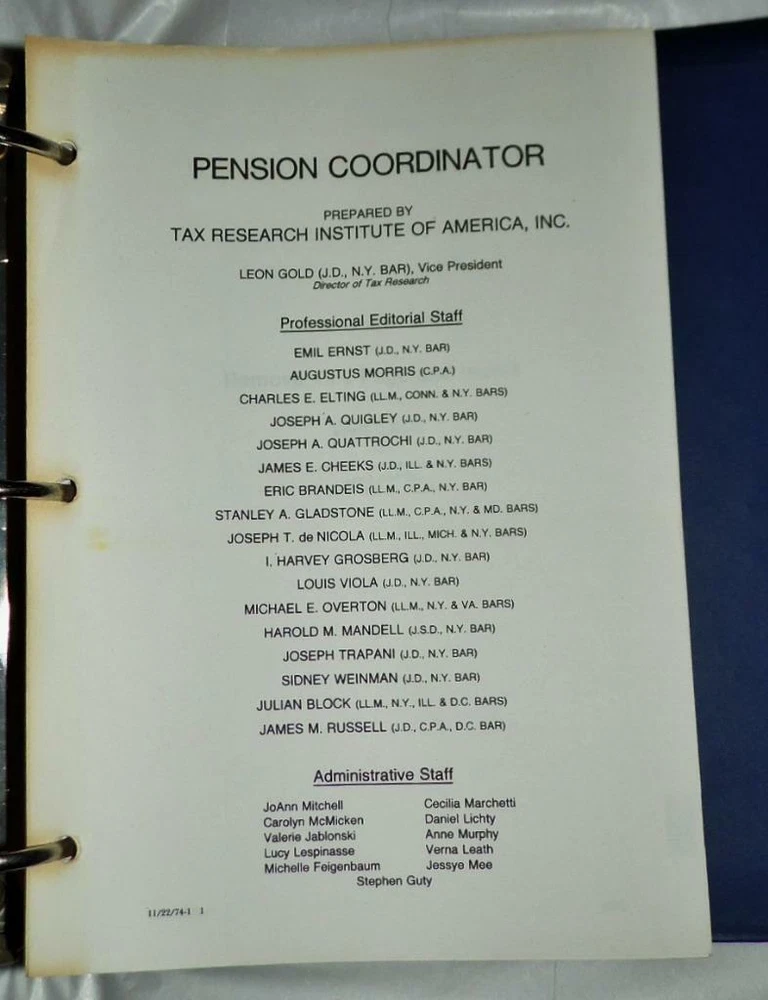 PENSION COORDINATOR
PREPARED BY
TAX RESEARCH INSTITUTE OF AMERICA, INC.
LEON GOLD (J.D., N.Y. BAR), Vice President
Director of Tax Research
Professional Editorial Staff
EMIL ERNST (J.D., N.Y. BAR)
AUGUSTUS MORRIS (C.P.A.)
CHARLES E. ELTING (LL.M., CONN. & N.Y. BARS)
JOSEPH A. QUIGLEY (J.D., N.Y. BAR)
JOSEPH A. QUATTROCHI (J.D., N.Y. BAR)
JAMES E. CHEEKS (J.D., ILL. & N.Y. BARS)
ERIC BRANDEIS (LL.M., C.P.A., N.Y. BAR)
STANLEY A. GLADSTONE (LL.M., C.P.A., N.Y. & MD. BARS)
JOSEPH T. de NICOLA (LL.M., ILL., MICH. & N.Y. BARS)
I. HARVEY GROSBERG (J.D., N.Y. BAR)
LOUIS VIOLA (J.D., N.Y. BAR)
MICHAEL E. OVERTON (LL.M., N.Y. & VA. BARS)
HAROLD M. MANDELL (J.S.D., N.Y. BAR)
JOSEPH TRAPANI (J.D., N.Y. BAR)
SIDNEY WEINMAN (J.D., N.Y. BAR)
JULIAN BLOCK (LL.M., N.Y., ILL. & D.C. BARS)
JAMES M. RUSSELL (J.D., C.P.A., D.C. BAR)
Administrative Staff
JoAnn Mitchell Cecilia Marchetti
Carolyn McMicken Daniel Lichty
Valerie Jablonski Anne Murphy
Lucy Lespinasse Verna Leath
Michelle Feigenbaum Jessye Mee
Stephen Guty
11/22/74-1 1